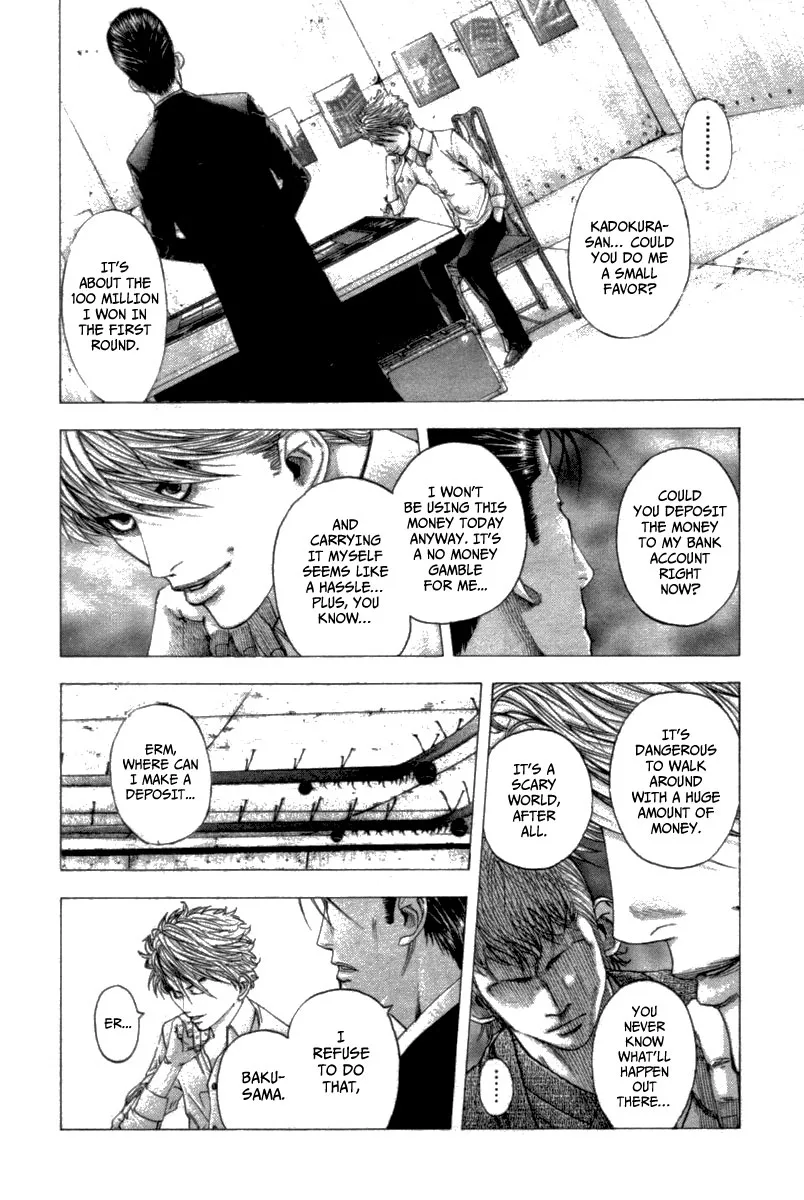 ........
KADOKURA-
SAN... COULD
YOU DO ME
A SMALL
FAVOR?
IT'S
ABOUT THE
100 MILLION
I WON IN
THE FIRST
ROUND.
COULD
YOU DEPOSIT
THE MONEY
TO MY BANK
ACCOUNT
RIGHT
NOW?
I WON'T
BE USING THIS
MONEY TODAY
ANYWAY. IT'S
A NO MONEY
GAMBLE
FOR ME...
AND
CARRYING
IT MYSELF
SEEMS LIKE
A HASSLE...
PLUS, YOU
KNOW...
IT'S
DANGEROUS
TO WALK
AROUND
WITH A HUGE
AMOUNT OF
MONEY.
IT'S A
SCARY
WORLD,
AFTER
ALL.
YOU
NEVER
KNOW
WHAT'LL
HAPPEN
OUT
THERE...
......
ERM,
WHERE CAN
I MAKE A
DEPOSIT...
I
REFUSE
TO DO
THAT,
BAKU-
SAMA.
ER...